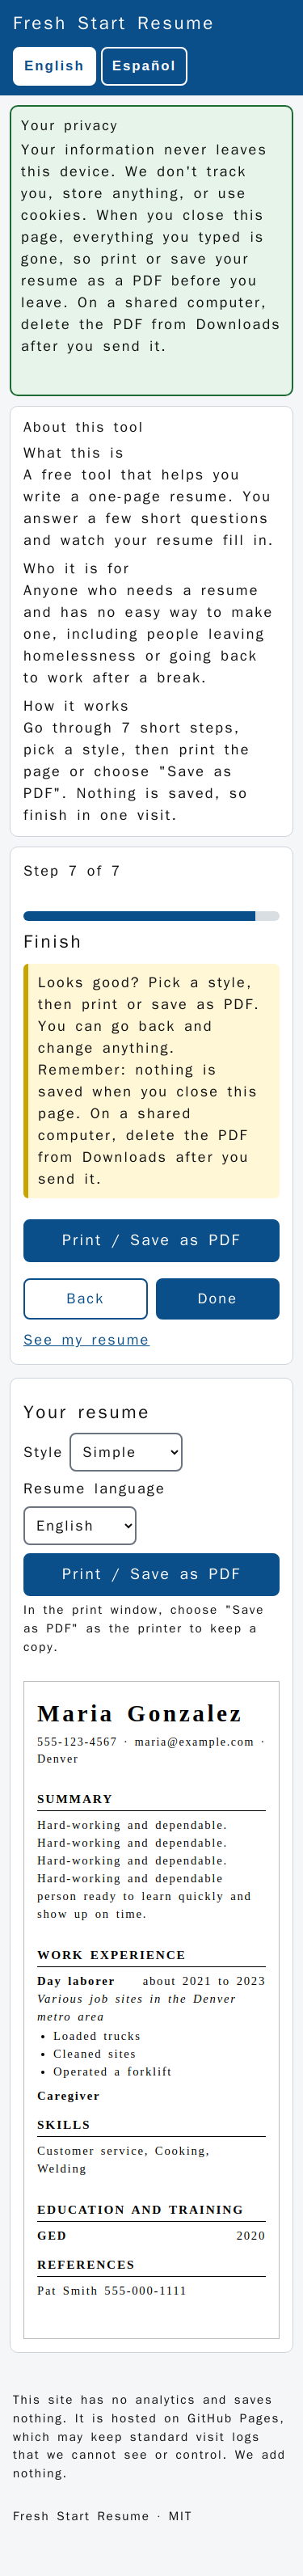 Fresh Start Resume
English Español
Your privacy
Your information never leaves
this device. We don't track
you, store anything, or use
cookies. When you close this
page, everything you typed is
gone, so print or save your
resume as a PDF before you
leave. On a shared computer,
delete the PDF from Downloads
after you send it.
About this tool
What this is
A free tool that helps you
write a one-page resume. You
answer a few short questions
and watch your resume fill in.
Who it is for
Anyone who needs a resume
and has no easy way to make
one, including people leaving
homelessness or going back
to work after a break.
How it works
Go through 7 short steps,
pick a style, then print the
page or choose "Save as
PDF". Nothing is saved, so
finish in one visit.
Step 7 of 7
Finish
Looks good? Pick a style,
then print or save as PDF.
You can go back and
change anything.
Remember: nothing is
saved when you close this
page. On a shared
computer, delete the PDF
from Downloads after you
send it.
Print / Save as PDF
Back Done
See my resume
Your resume
Style Simple
Resume language
English
Print / Save as PDF
In the print window, choose "Save
as PDF" as the printer to keep a
copy.
Maria Gonzalez
555-123-4567 · maria@example.com ·
Denver
SUMMARY
Hard-working and dependable.
Hard-working and dependable.
Hard-working and dependable.
Hard-working and dependable
person ready to learn quickly and
show up on time.
WORK EXPERIENCE
Day laborer about 2021 to 2023
Various job sites in the Denver
metro area
• Loaded trucks
• Cleaned sites
• Operated a forklift
Caregiver
SKILLS
Customer service, Cooking,
Welding
EDUCATION AND TRAINING
GED 2020
REFERENCES
Pat Smith 555-000-1111
This site has no analytics and saves
nothing. It is hosted on GitHub Pages,
which may keep standard visit logs
that we cannot see or control. We add
nothing.
Fresh Start Resume · MIT